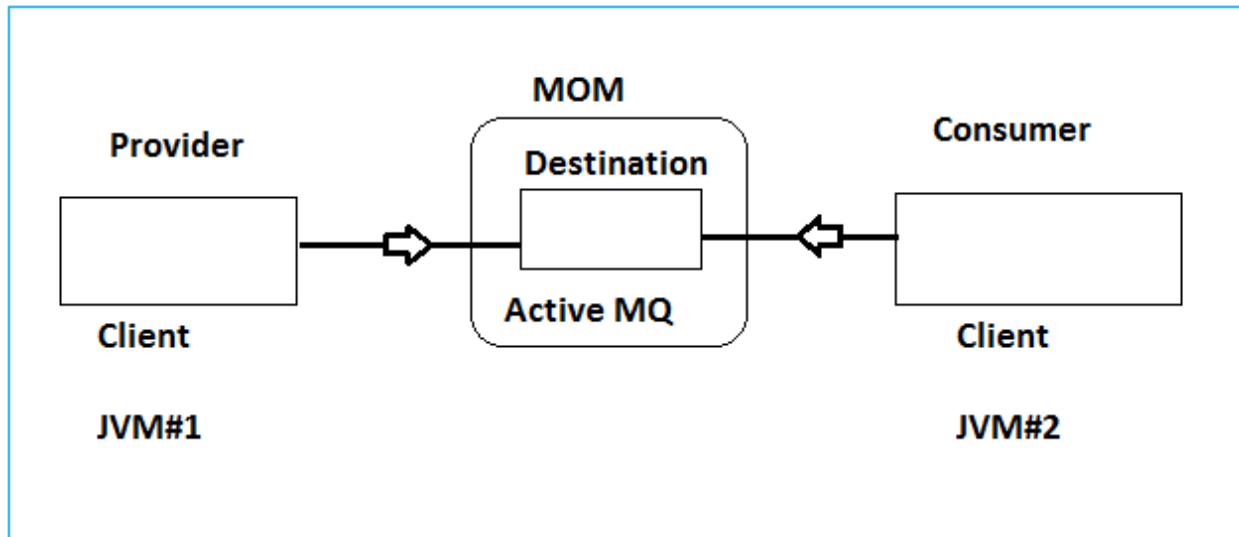 MOM
Provider
Consumer
Destination
Active MQ
Client
Client
JVM#1
JVM#2